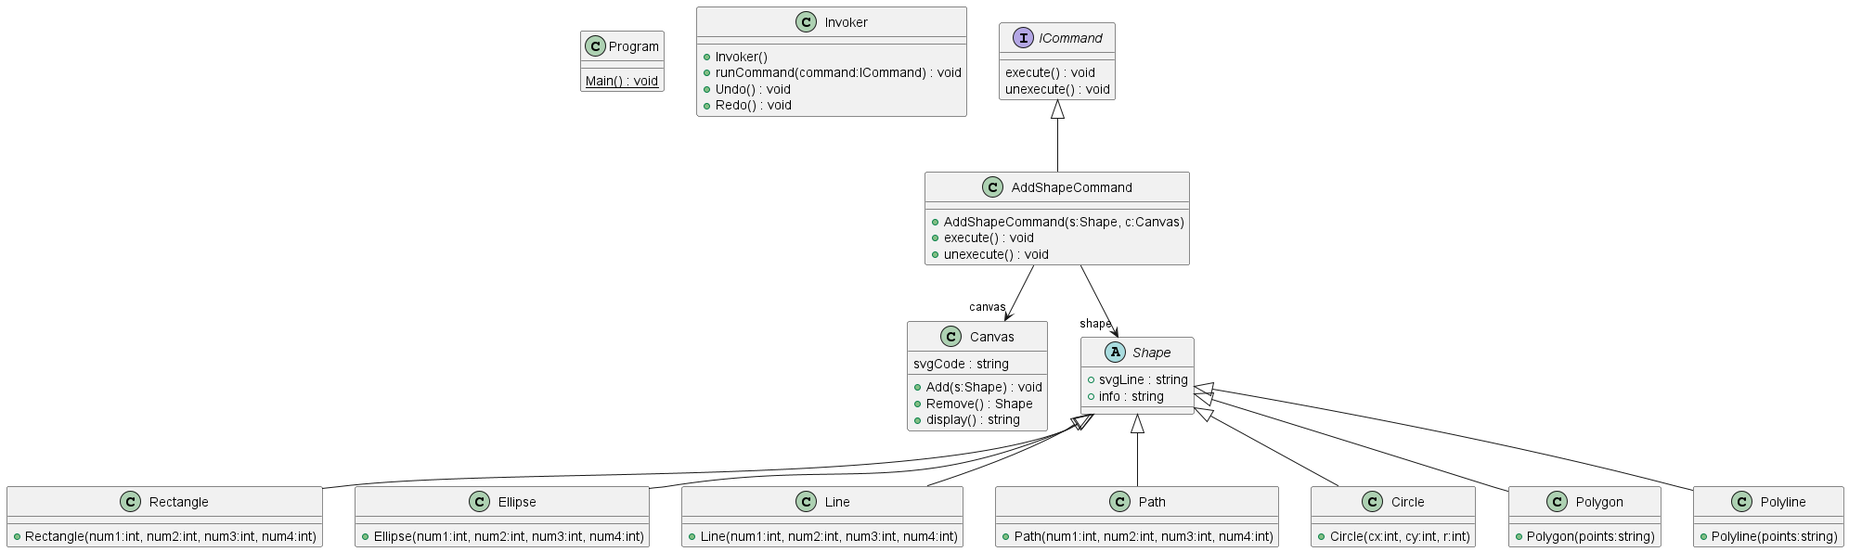 C Program
Main() : void
C Invoker
Invoker()
runCommand(command:ICommand) : void
Undo() : void
Redo() : void
I ICommand
execute() : void
unexecute() : void
C AddShapeCommand
AddShapeCommand(s:Shape, c:Canvas)
execute() : void
unexecute() : void
canvas
shape
C Canvas
svgCode : string
Add(s:Shape) : void
Remove() : Shape
display() : string
A Shape
svgLine : string
info : string
C Rectangle
Rectangle(num1:int, num2:int, num3:int, num4:int)
C Ellipse
Ellipse(num1:int, num2:int, num3:int, num4:int)
C Line
Line(num1:int, num2:int, num3:int, num4:int)
C Path
Path(num1:int, num2:int, num3:int, num4:int)
C Circle
Circle(cx:int, cy:int, r:int)
C Polygon
Polygon(points:string)
C Polyline
Polyline(points:string)